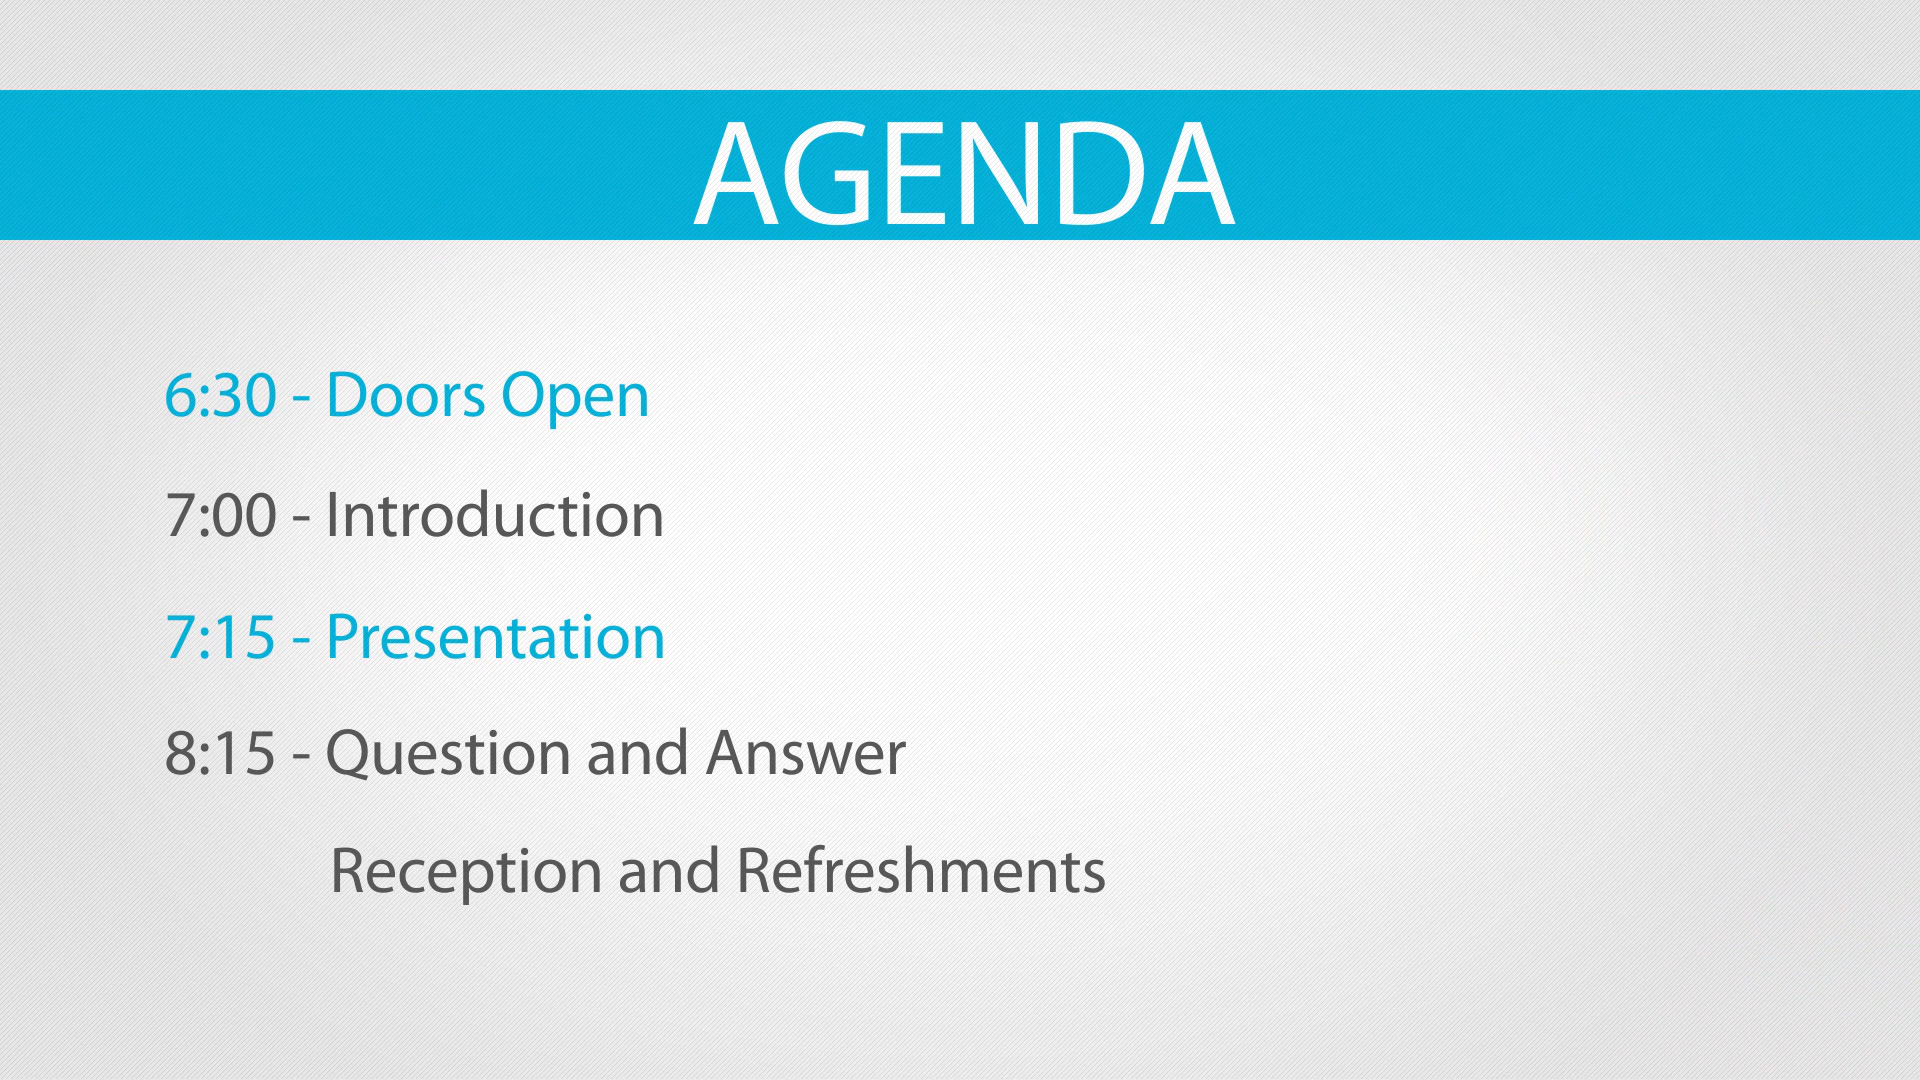 AGENDA
6:30 - Doors Open
7:00 - Introduction
7:15 - Presentation
8:15 - Question and Answer
Reception and Refreshments